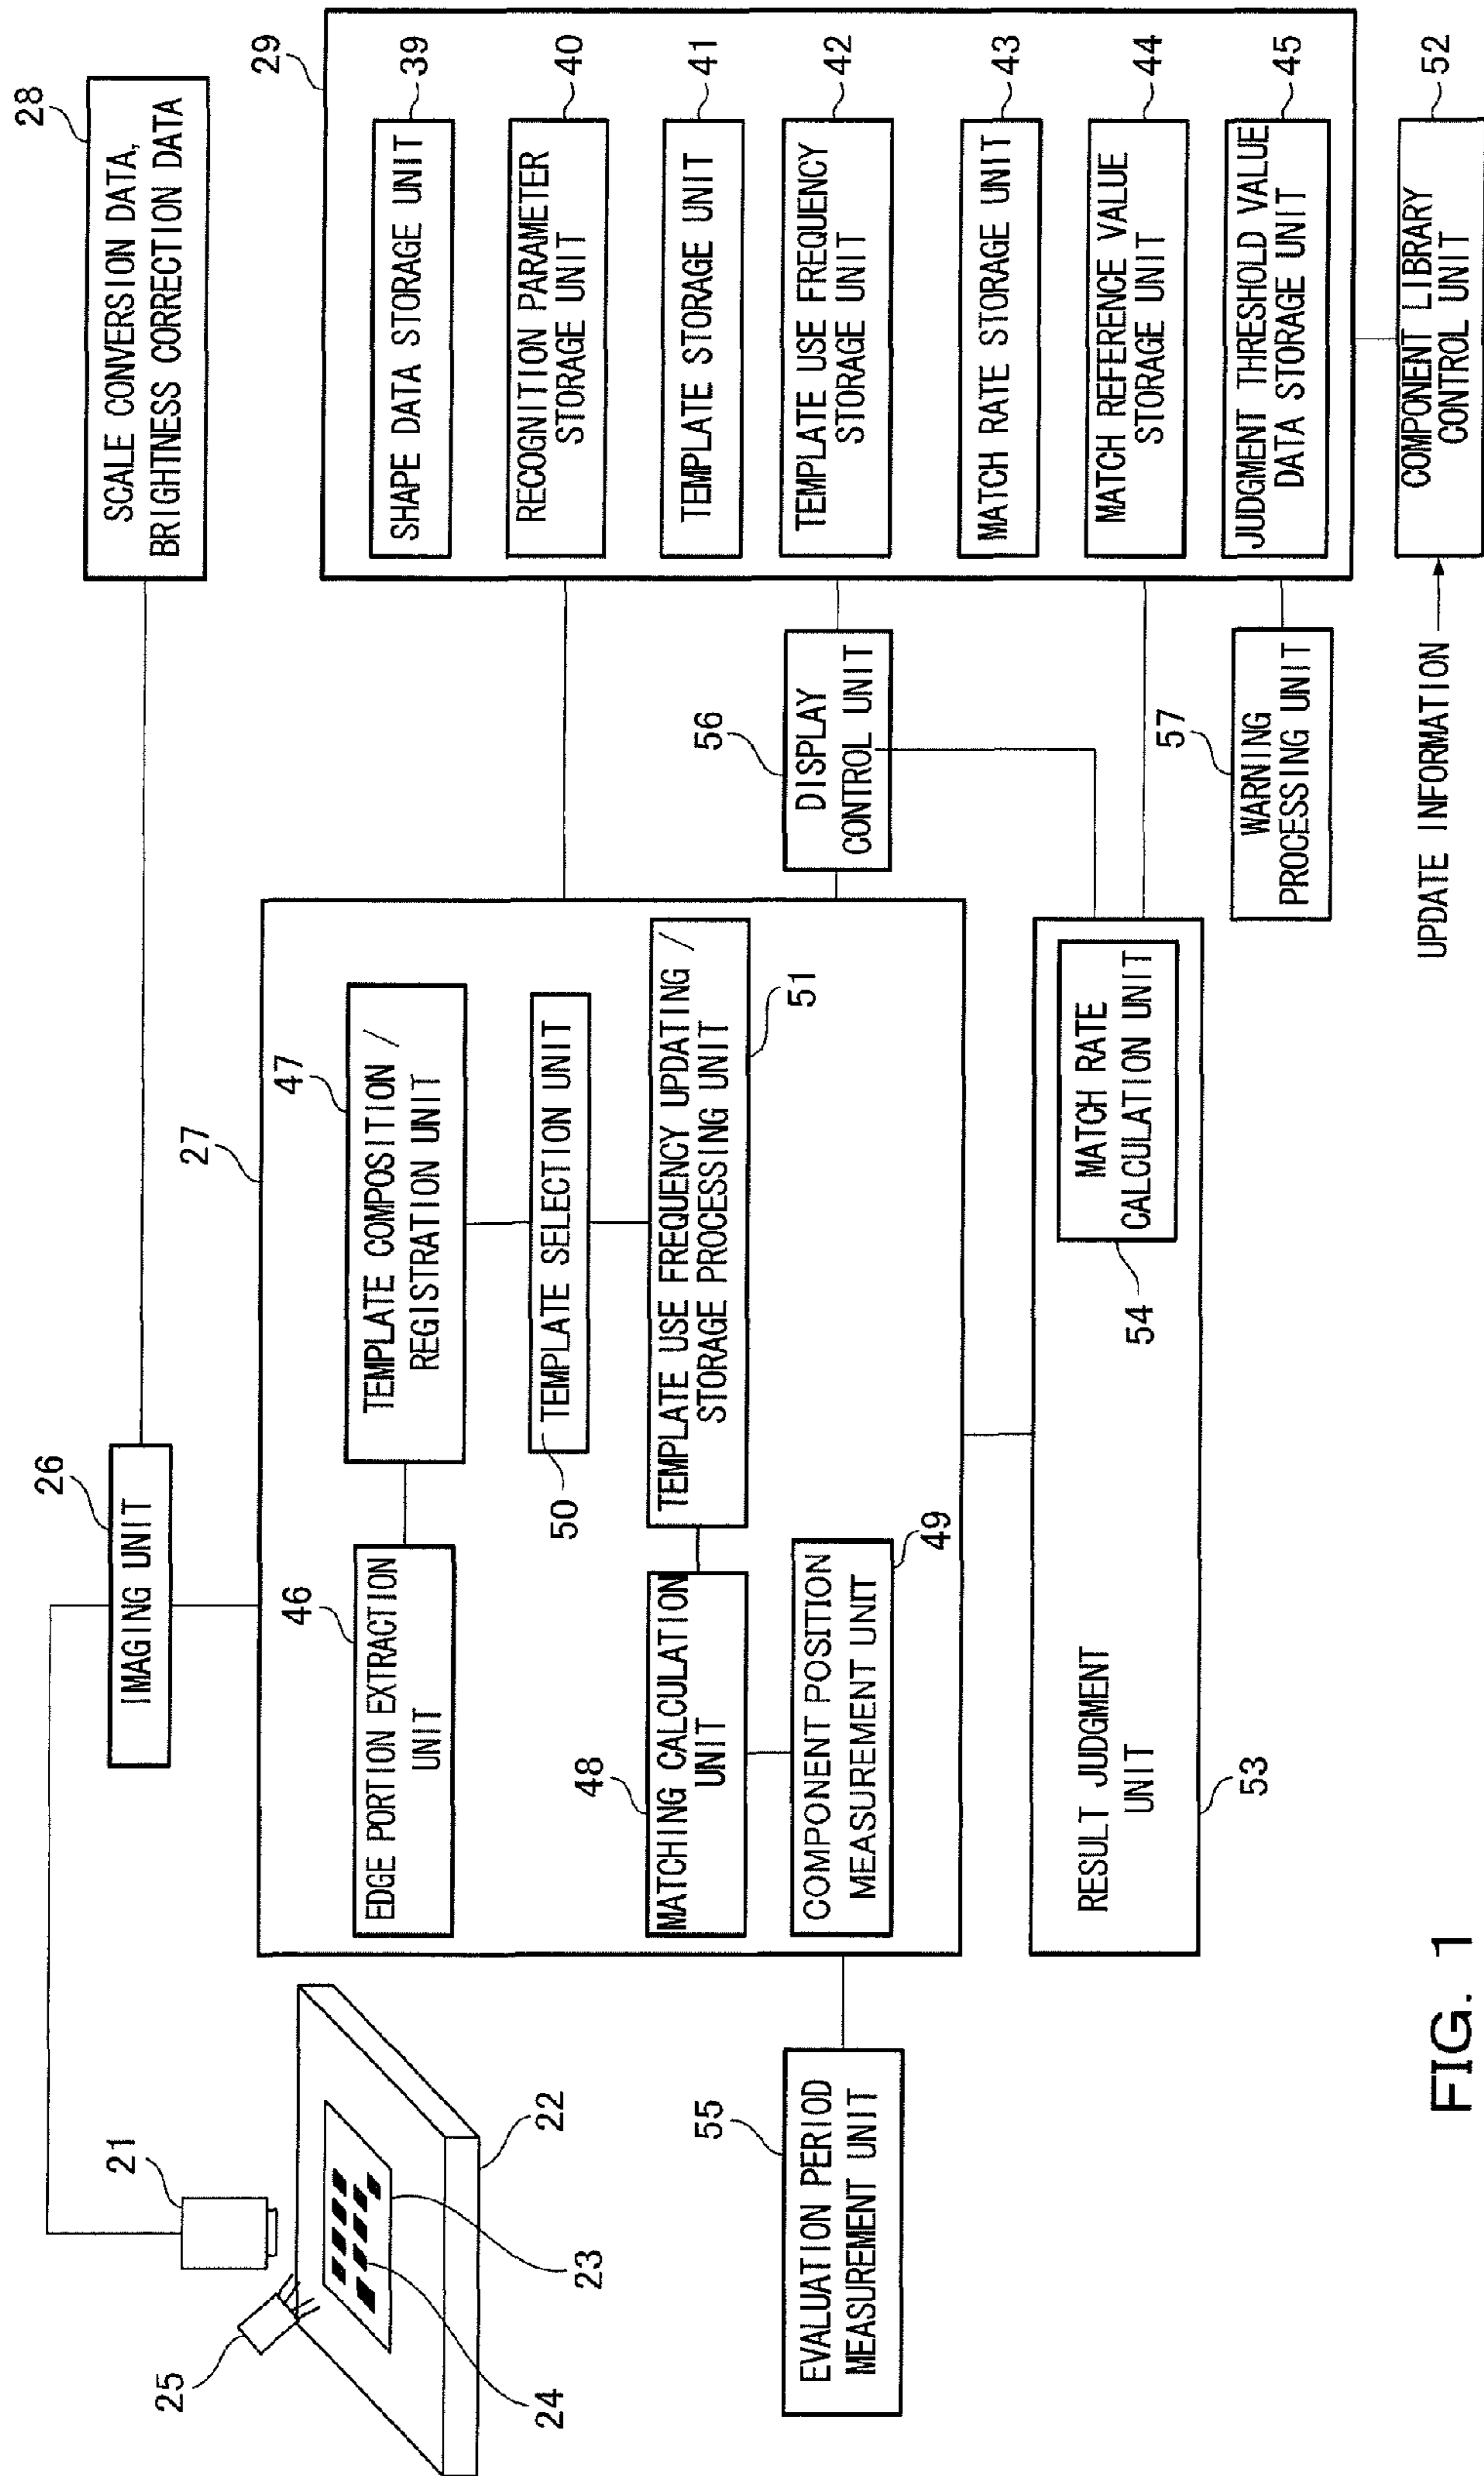 28
SCALE CONVERSION DATA,
BRIGHTNESS CORRECTION DATA
29
SHAPE DATA STORAGE UNIT
39
RECOGNITION PARAMETER
STORAGE UNIT
40
TEMPLATE STORAGE UNIT
41
TEMPLATE USE FREQUENCY
STORAGE UNIT
42
MATCH RATE STORAGE UNIT
43
MATCH REFERENCE VALUE
STORAGE UNIT
44
JUDGMENT THRESHOLD VALUE
DATA STORAGE UNIT
45
COMPONENT LIBRARY
CONTROL UNIT
52
UPDATE INFORMATION
56
DISPLAY
CONTROL UNIT
57
WARNING
PROCESSING UNIT
26
IMAGING UNIT
27
47
TEMPLATE COMPOSITION /
REGISTRATION UNIT
46
EDGE PORTION EXTRACTION
UNIT
50
TEMPLATE SELECTION UNIT
TEMPLATE USE FREQUENCY UPDATING /
STORAGE PROCESSING UNIT
51
48
MATCHING CALCULATION
UNIT
49
COMPONENT POSITION
MEASUREMENT UNIT
MATCH RATE
CALCULATION UNIT
54
RESULT JUDGMENT
UNIT
53
21
25
22
23
24
55
EVALUATION PERIOD
MEASUREMENT UNIT
FIG. 1